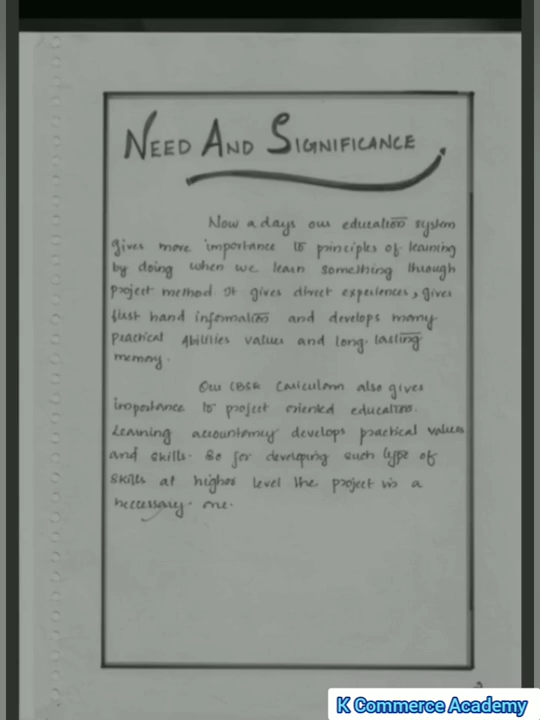 NEED AND SIGNIFICANCE
Now a days our education system
gives more importance to principles of learning
by doing when we learn something through
project method It gives direct experiences, gives
first hand information and develops many
practical Abilities values and long lasting
memory.
Our CBSE Curiculam also gives
importance to project oriented education.
Learning accountancy develops practical values
and skills. So for developing such type of
skills at higher level the project is a
neccessary. one.
K Commerce Academy